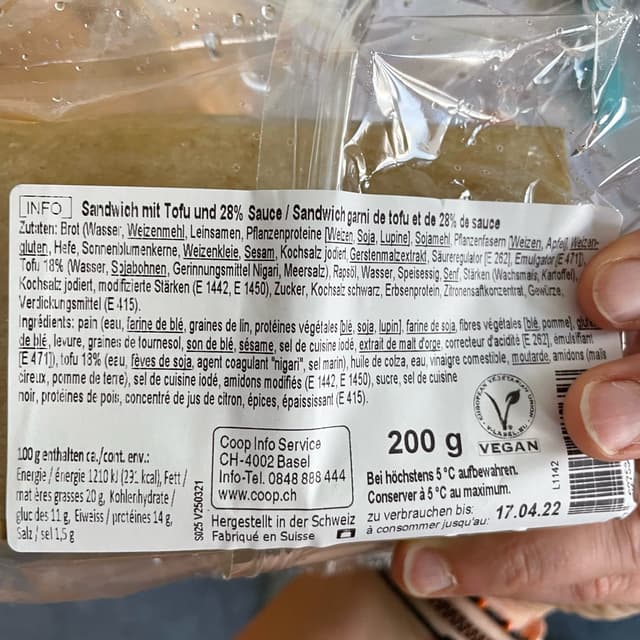 INFO Sandwich mit Tofu und 28% Sauce / Sandwich garni de tofu et de 28% de sauce
Zutaten: Brot (Wasser, Weizenmehl, Leinsamen, Pflanzenproteine [Weizen, Soja, Lupine], Sojamehl, Pflanzenfasern [Weizen, Apfel], Weizen-
gluten, Hefe, Sonnenblumenkerne, Weizenkleie, Sesam, Kochsalz jodiert, Gerstenmalzextrakt, Säureregulator [E 262], Emulgator [E 471]),
Tofu 18% (Wasser, Sojabohnen, Gerinnungsmittel Nigari, Meersalz), Rapsöl, Wasser, Speisessig, Senf, Stärken (Wachsmais, Kartoffel),
Kochsalz jodiert, modifizierte Stärken (E 1442, E 1450), Zucker, Kochsalz schwarz, Erbsenprotein, Zitronensaftkonzentrat, Gewürze,
Verdickungsmittel (E 415).
Ingrédients: pain (eau, farine de blé, graines de lin, protéines végétales [blé, soja, lupin], farine de soja, fibres végétales [blé, pomme],
de blé, levure, graines de tournesol, son de blé, sésame, sel de cuisine iodé, extrait de malt d'orge, correcteur d'acidité [E 262], émulsifiant
[E 471]), tofu 18% (eau, fèves de soja, agent coagulant "nigari", sel marin), huile de colza, eau, vinaigre comestible, moutarde, amidons (maïs
cireux, pomme de terre), sel de cuisine iodé, amidons modifiés (E 1442, E 1450), sucre, sel de cuisine
noir, protéines de pois, concentré de jus de citron, épices, épaississant (E 415).
EUROPEAN VEGETARIAN UNION
V-LABEL.EU
VEGAN
200 g
100 g enthalten ca./cont. env.:
Energie / énergie 1210 kJ (291 kcal), Fett /
matières grasses 20 g, Kohlenhydrate /
glucides 11 g, Eiweiss / protéines 14 g,
Salz / sel 1,5 g
S025 V250321
Coop Info Service
CH-4002 Basel
Info-Tel. 0848 888 444
www.coop.ch
Hergestellt in der Schweiz
Fabriqué en Suisse
Bei höchstens 5 °C aufbewahren.
Conserver à 5 °C au maximum.
zu verbrauchen bis:
à consommer jusqu'au:
17.04.22
L1142